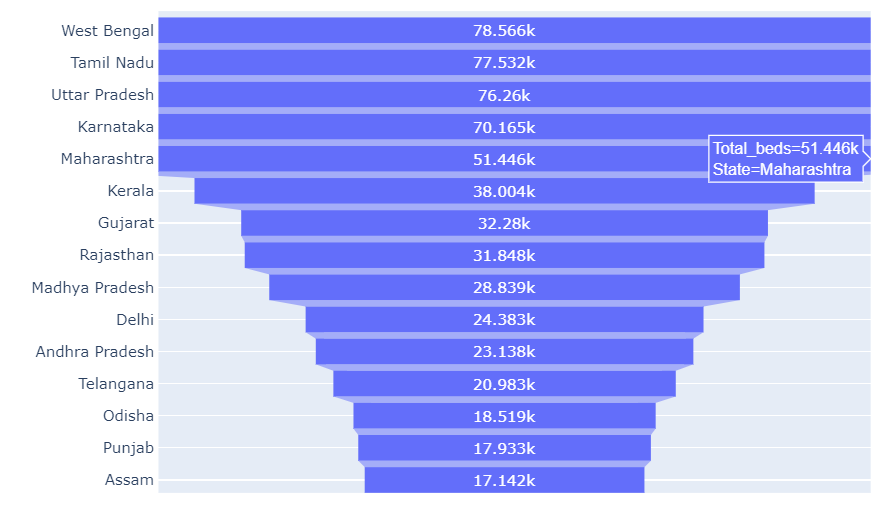 West Bengal 78.566k
Tamil Nadu 77.532k
Uttar Pradesh 76.26k
Karnataka 70.165k
Total_beds=51.446k
Maharashtra 51.446k
State=Maharashtra
Kerala 38.004k
Gujarat 32.28k
Rajasthan 31.848k
Madhya Pradesh 28.839k
Delhi 24.383k
Andhra Pradesh 23.138k
Telangana 20.983k
Odisha 18.519k
Punjab 17.933k
Assam 17.142k